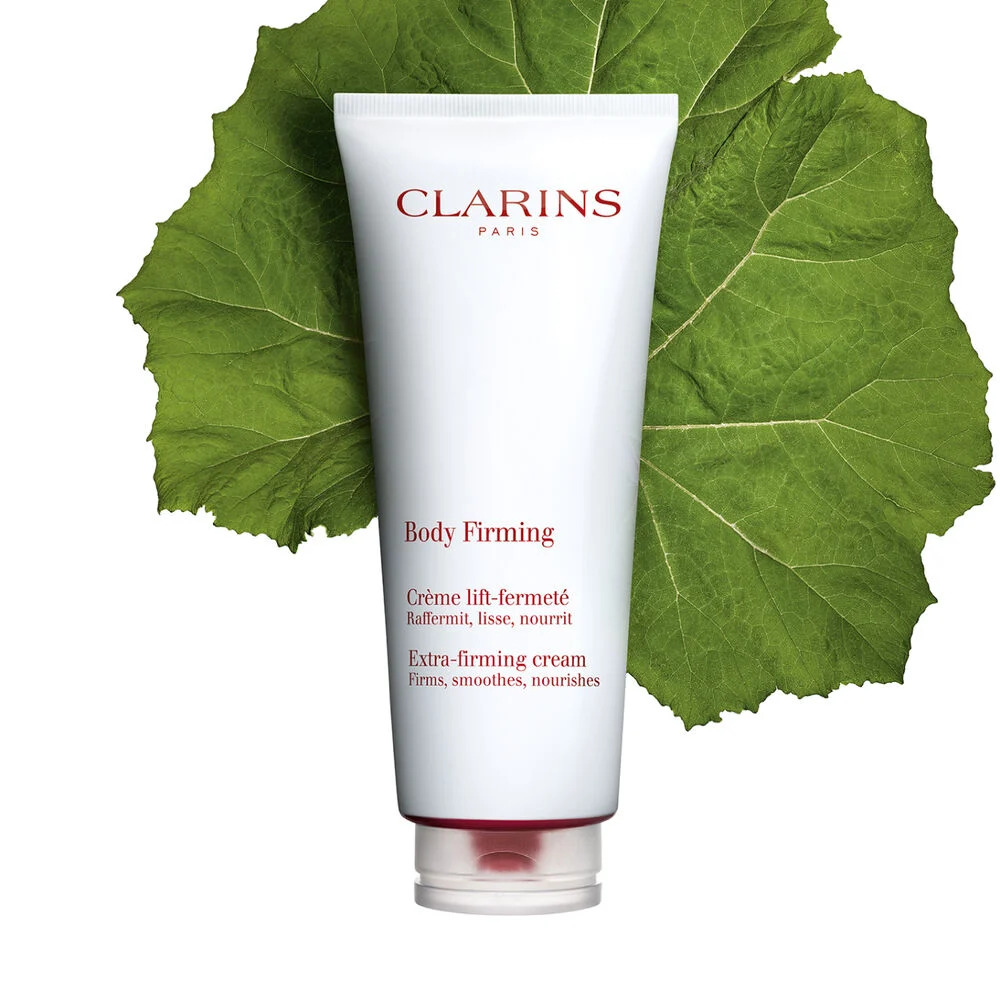 CLARINS
PARIS
Body Firming
Crème lift-fermeté
Raffermit, lisse, nourrit
Extra-firming cream
Firms, smoothes, nourishes